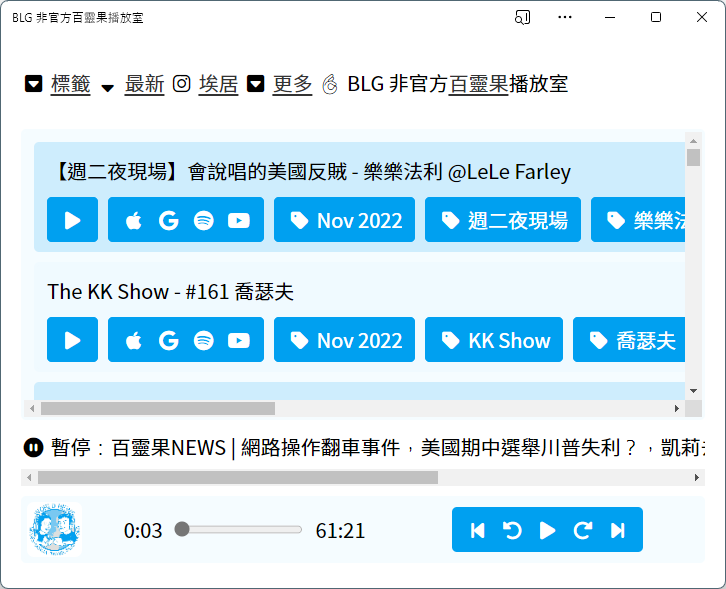 BLG 非官方百靈果播放室
標籤 最新 埃居 更多 BLG 非官方百靈果播放室
【週二夜現場】會說唱的美國反賊 - 樂樂法利 @LeLe Farley
Nov 2022 週二夜現場 樂樂法
The KK Show - #161 喬瑟夫
Nov 2022 KK Show 喬瑟夫
暫停：百靈果NEWS | 網路操作翻車事件，美國期中選舉川普失利？，凱莉
0:03 61:21